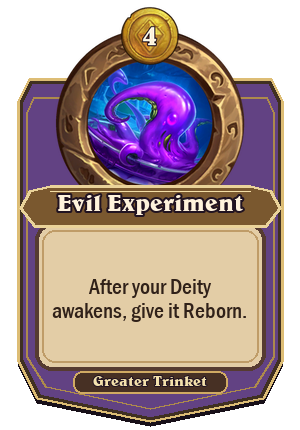 4
Evil Experiment
After your Deity
awakens, give it Reborn.
Greater Trinket